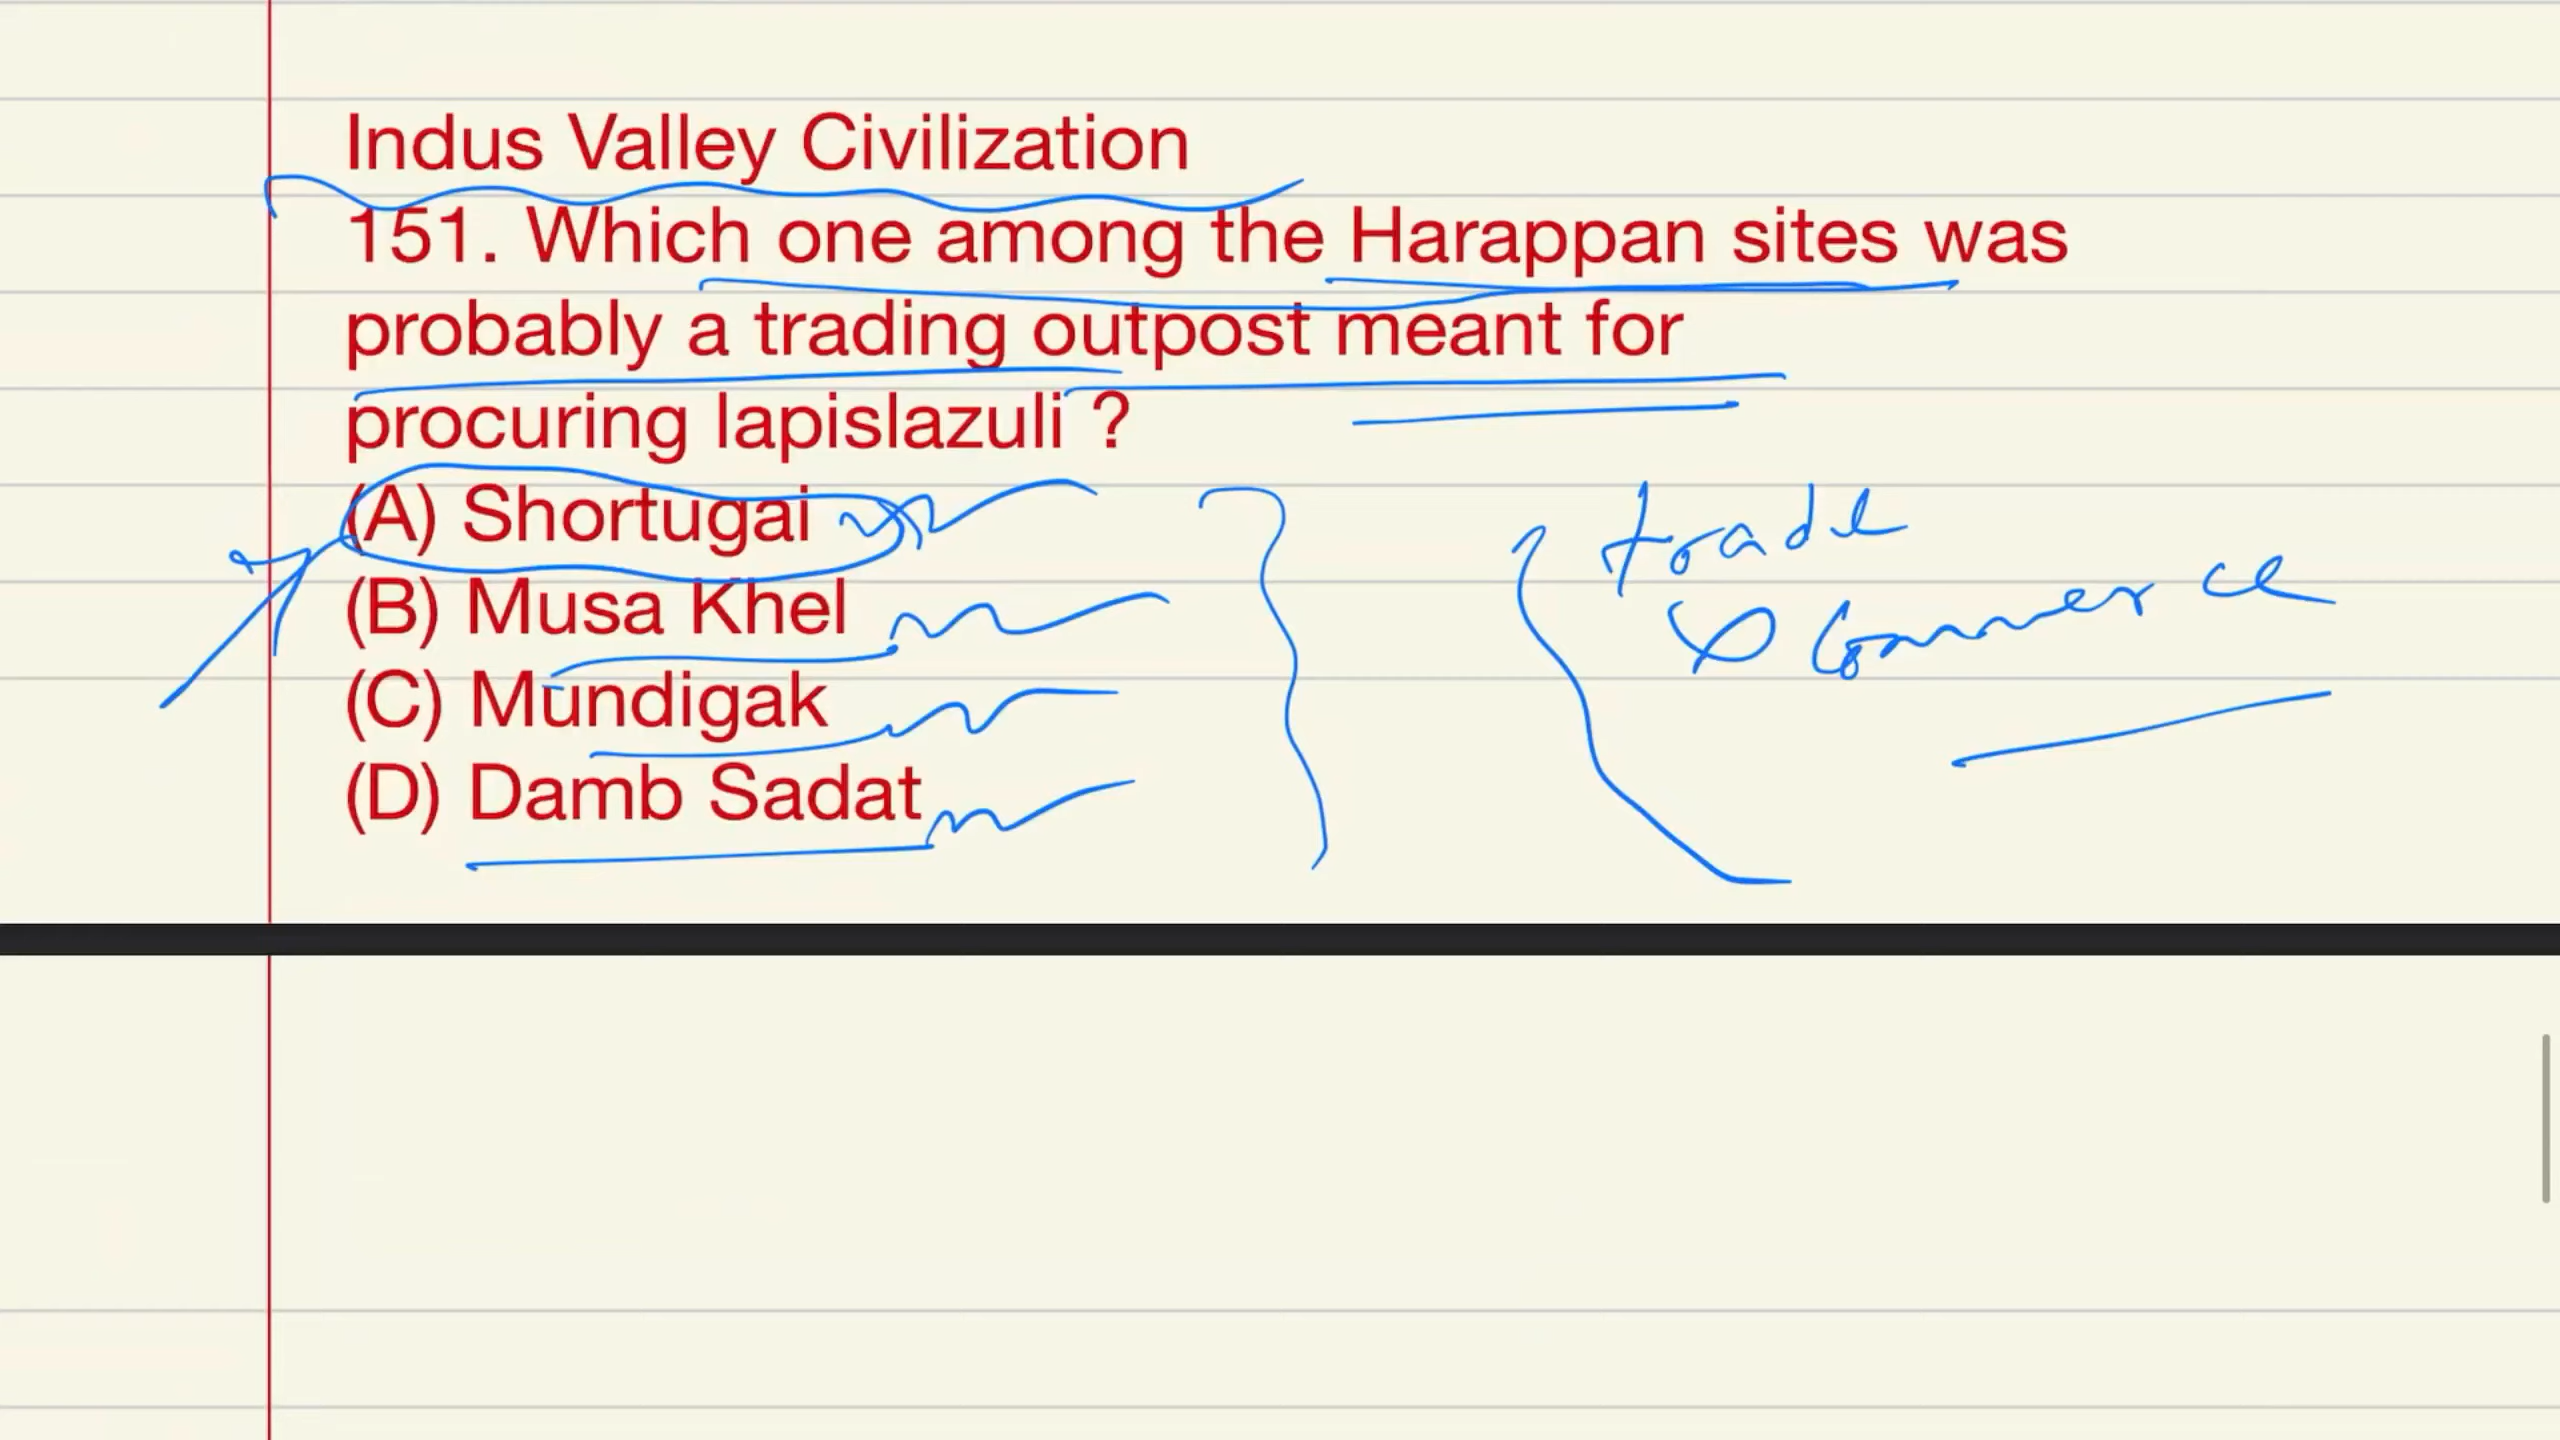 Indus Valley Civilization
151. Which one among the Harappan sites was
probably a trading outpost meant for
procuring lapislazuli ?
(A) Shortugai
(B) Musa Khel
(C) Mundigak
(D) Damb Sadat
trade
& Commerce